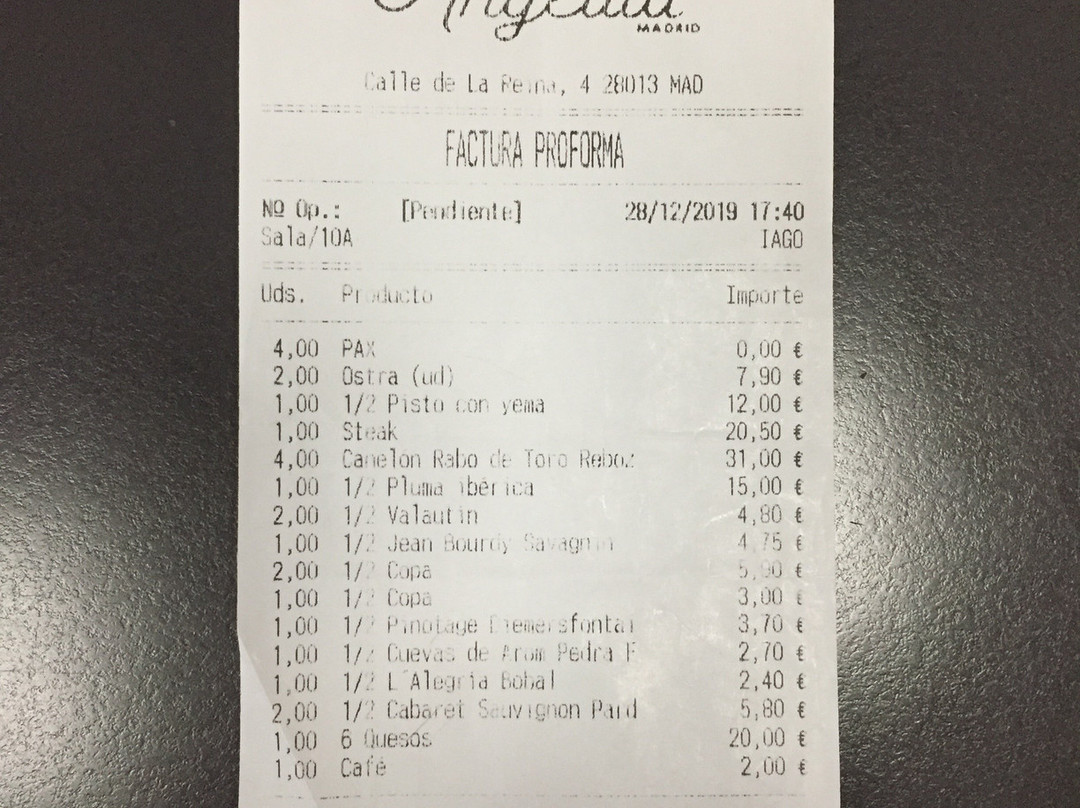 MADRID
Calle de La Reina, 4 28013 MAD
FACTURA PROFORMA
Nº Op.: [Pendiente] 28/12/2019 17:40
Sala/10A IAGO
Uds. Producto Importe
4,00 PAX 0,00 €
2,00 Ostra (ud) 7,90 €
1,00 1/2 Pisto con yema 12,00 €
1,00 Steak 20,50 €
4,00 Canelon Rabo de Toro Reboz 31,00 €
1,00 1/2 Pluma ibérica 15,00 €
2,00 1/2 Valautin 4,80 €
1,00 1/2 Jean Bourdy Savagnin 4,75 €
2,00 1/2 Copa €
1,00 1/2 Copa 3,00 €
1,00 1/2 Pinotage 3,70 €
1,00 1/2 Cuevas de Arom Pedra F 2,70 €
1,00 1/2 L´Alegria Bobal 2,40 €
2,00 1/2 Cabaret Sauvignon Pard 5,80 €
1,00 6 Quesos 20,00 €
1,00 Café 2,00 €